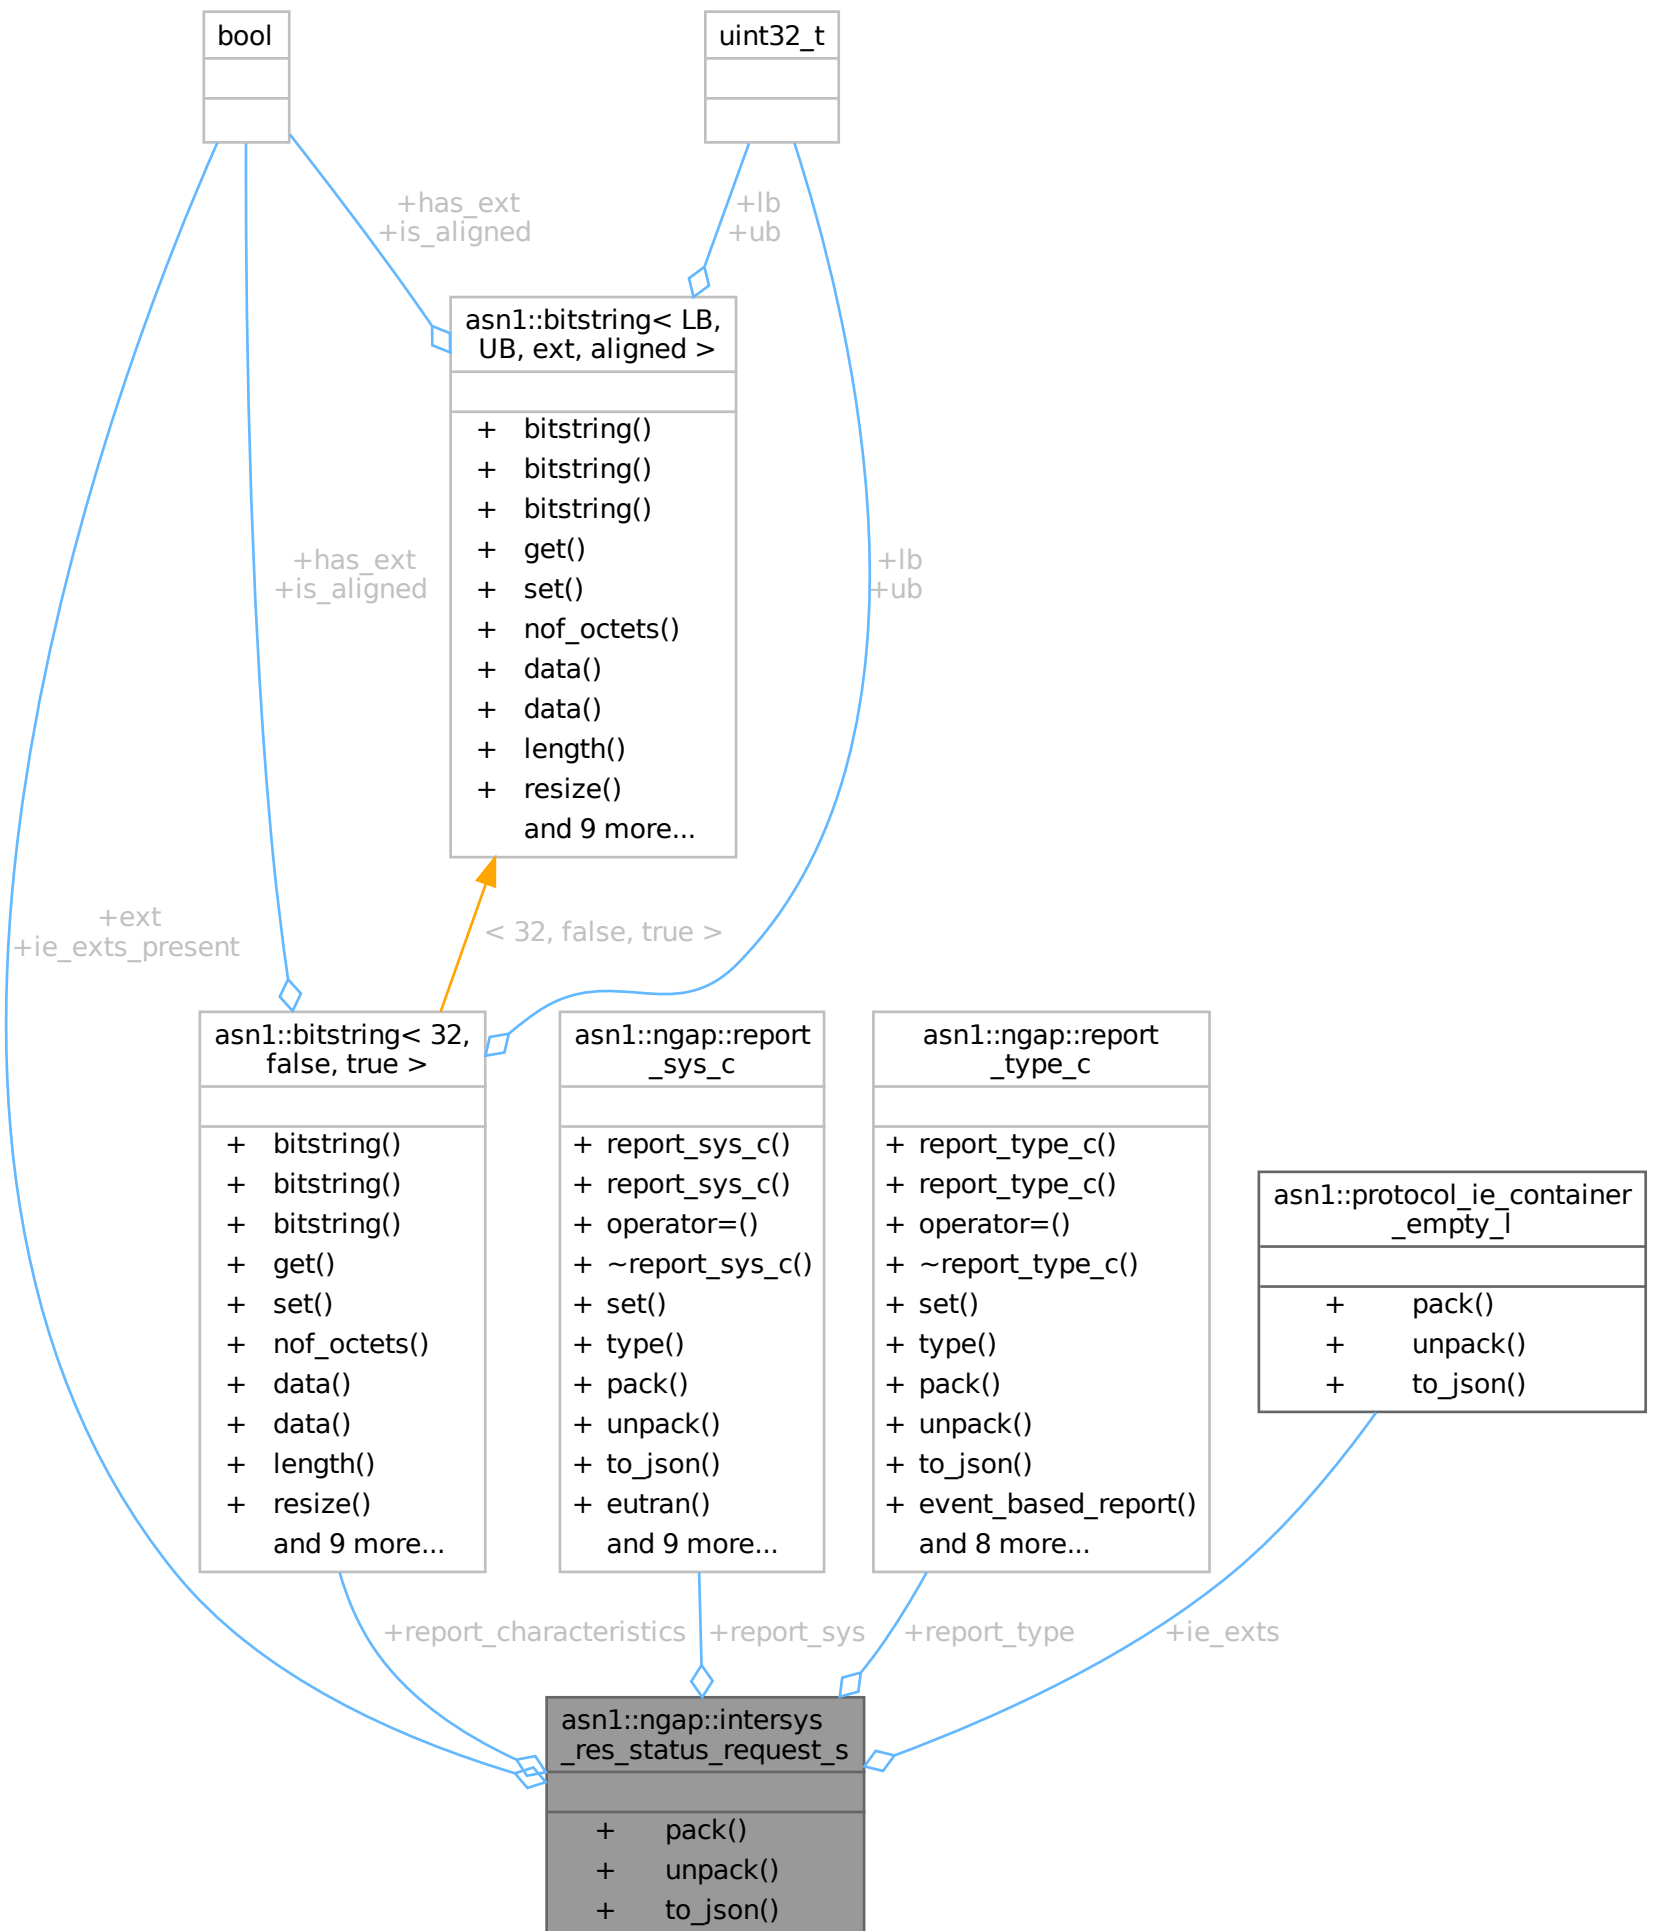 bool
uint32_t
+has_ext
+is_aligned
+lb
+ub
asn1::bitstring< LB,
UB, ext, aligned >
+ bitstring()
+ bitstring()
+ bitstring()
+ get()
+ set()
+ nof_octets()
+ data()
+ data()
+ length()
+ resize()
and 9 more...
+has_ext
+is_aligned
+lb
+ub
+ext
+ie_exts_present
< 32, false, true >
asn1::bitstring< 32,
false, true >
+ bitstring()
+ bitstring()
+ bitstring()
+ get()
+ set()
+ nof_octets()
+ data()
+ data()
+ length()
+ resize()
and 9 more...
asn1::ngap::report
_sys_c
+ report_sys_c()
+ report_sys_c()
+ operator=()
+ ~report_sys_c()
+ set()
+ type()
+ pack()
+ unpack()
+ to_json()
+ eutran()
and 9 more...
asn1::ngap::report
_type_c
+ report_type_c()
+ report_type_c()
+ operator=()
+ ~report_type_c()
+ set()
+ type()
+ pack()
+ unpack()
+ to_json()
+ event_based_report()
and 8 more...
asn1::protocol_ie_container
_empty_l
+ pack()
+ unpack()
+ to_json()
+report_characteristics
+report_sys
+report_type
+ie_exts
asn1::ngap::intersys
_res_status_request_s
+ pack()
+ unpack()
+ to_json()